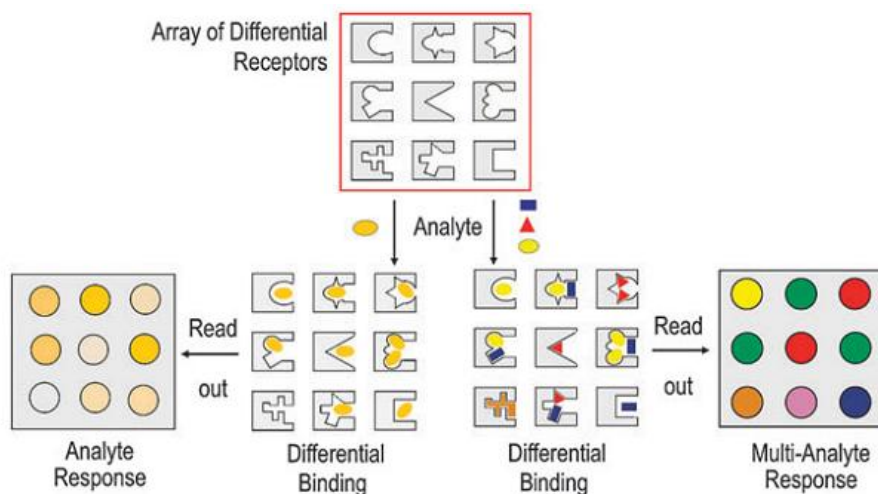 Array of Differential
Receptors
Analyte
Read
out
Read
out
Analyte
Response
Differential
Binding
Differential
Binding
Multi-Analyte
Response